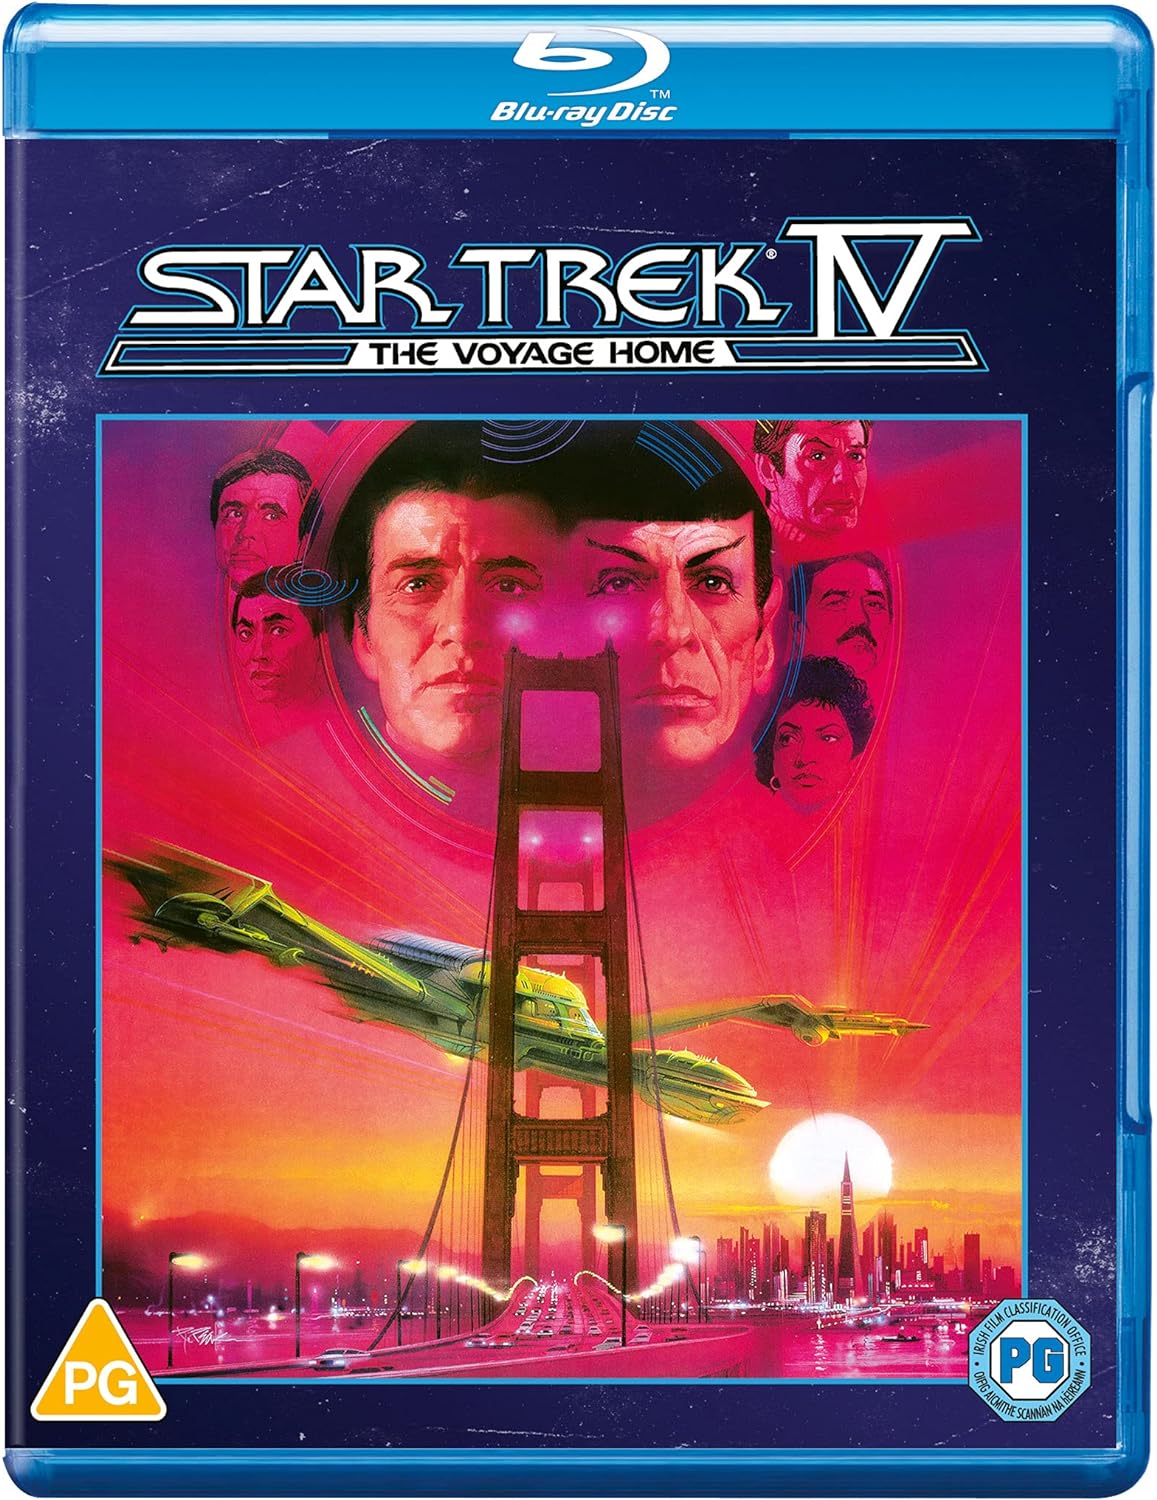 Blu-ray Disc™
STAR TREK® IV
THE VOYAGE HOME
PG
IRISH FILM CLASSIFICATION OFFICE
PG
OIFIG AICMITHE SCANNÁN NA HÉIREANN